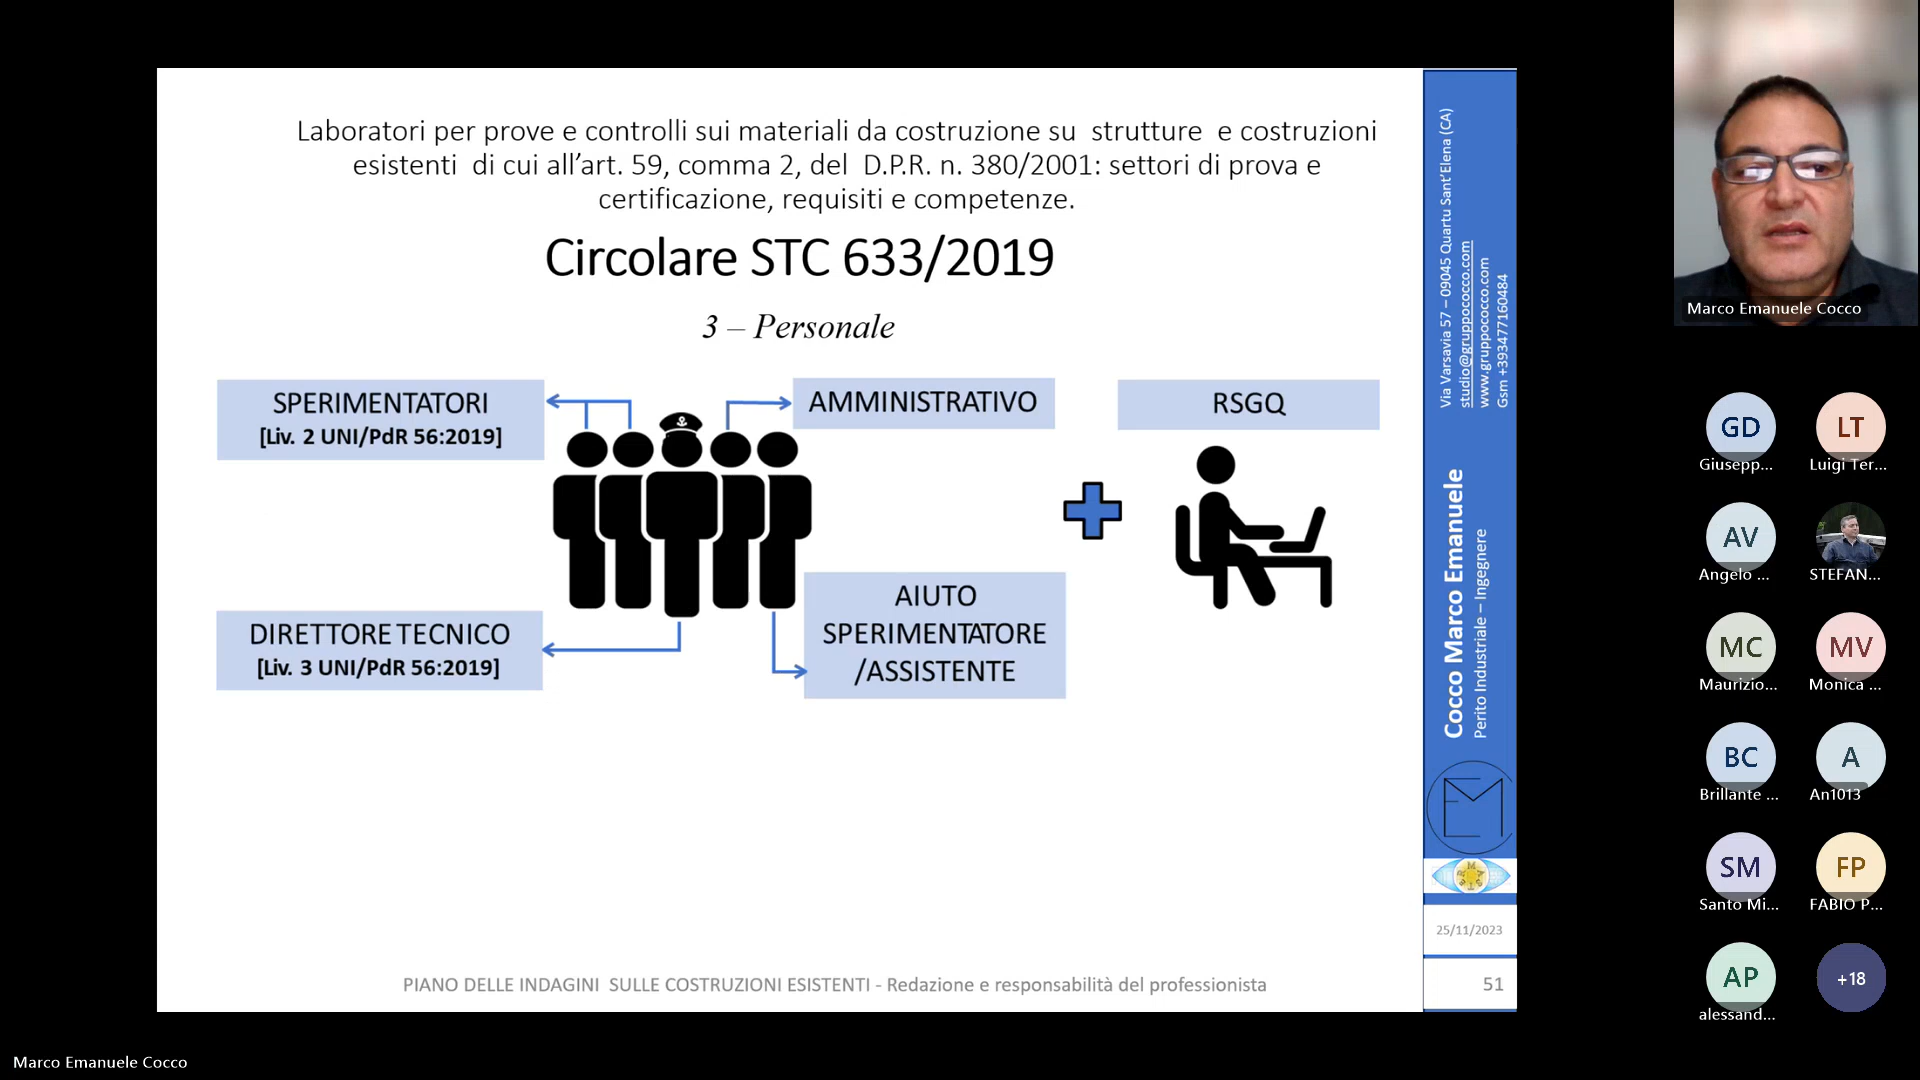 Laboratori per prove e controlli sui materiali da costruzione su strutture e costruzioni
esistenti di cui all’art. 59, comma 2, del D.P.R. n. 380/2001: settori di prova e
certificazione, requisiti e competenze.
Circolare STC 633/2019
3 – Personale
SPERIMENTATORI
[Liv. 2 UNI/PdR 56:2019]
AMMINISTRATIVO
RSGQ
DIRETTORE TECNICO
[Liv. 3 UNI/PdR 56:2019]
AIUTO
SPERIMENTATORE
/ASSISTENTE
PIANO DELLE INDAGINI SULLE COSTRUZIONI ESISTENTI - Redazione e responsabilità del professionista
Via Varsavia 57 – 09045 Quartu Sant’Elena (CA)
studio@gruppococco.com
www.gruppococco.com
Gsm +393477160484
Cocco Marco Emanuele
Perito Industriale – Ingegnere
25/11/2023
51
Marco Emanuele Cocco
GD
Giusepp...
LT
Luigi Ter...
AV
Angelo ...
STEFAN...
MC
Maurizio...
MV
Monica ...
BC
Brillante ...
A
An1013
SM
Santo Mi...
FP
FABIO P...
AP
alessand...
+18
Marco Emanuele Cocco